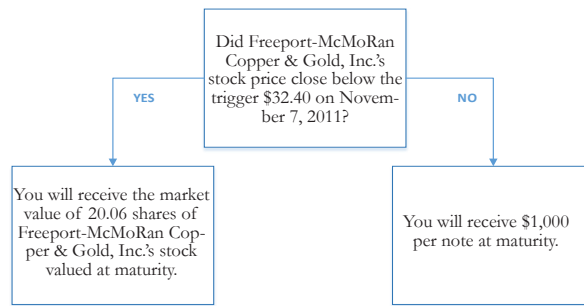 Did Freeport-McMoRan
Copper & Gold, Inc.'s
stock price close below the
trigger $32.40 on Novem-
ber 7, 2011?
YES
NO
You will receive the market
value of 20.06 shares of
Freeport-McMoRan Cop-
per & Gold, Inc.'s stock
valued at maturity.
You will receive $1,000
per note at maturity.